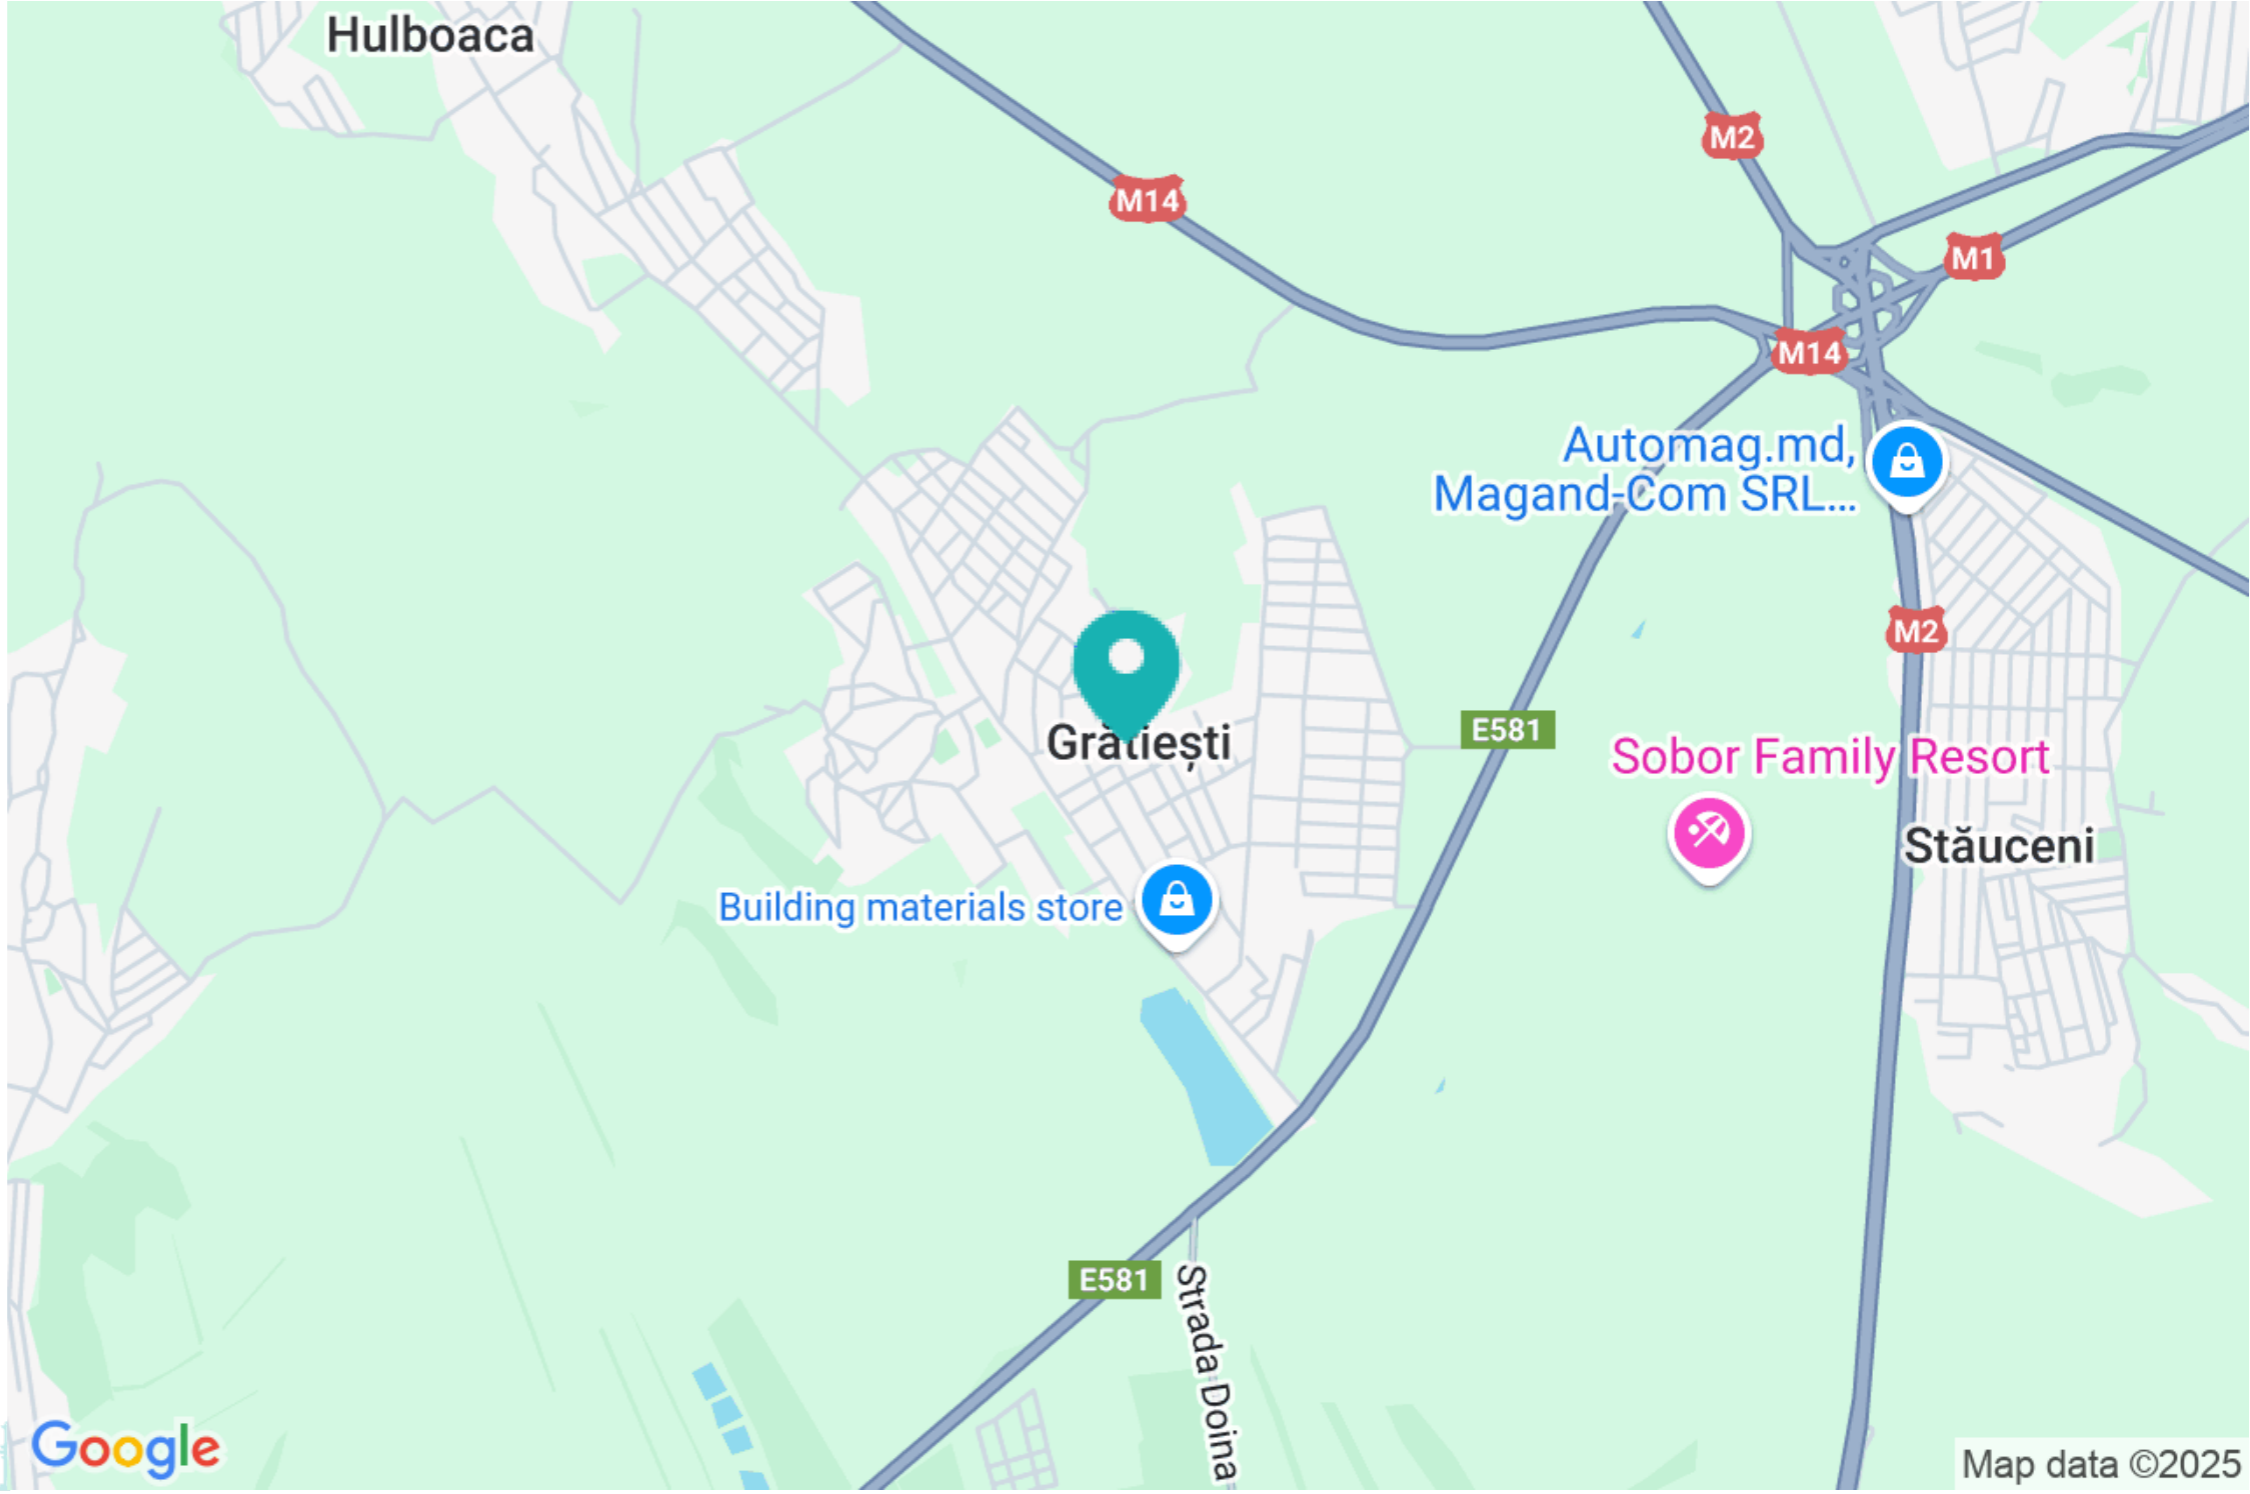 Hulboaca
M2
M14
M1
M14
Automag.md,
Magand-Com SRL...
M2
E581
Grătiești
Sobor Family Resort
Stăuceni
Building materials store
E581
Strada Doina
Google
Map data ©2025